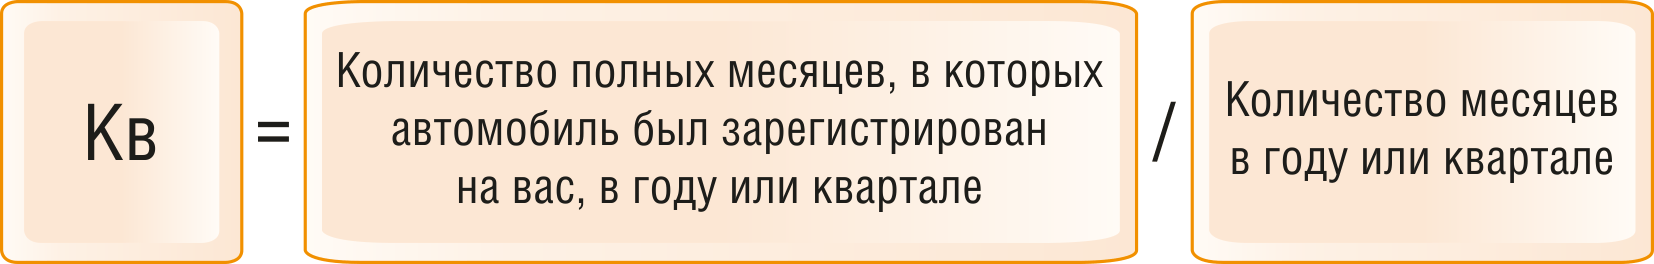 Кв
=
Количество полных месяцев, в которых
автомобиль был зарегистрирован
на вас, в году или квартале
/
Количество месяцев
в году или квартале